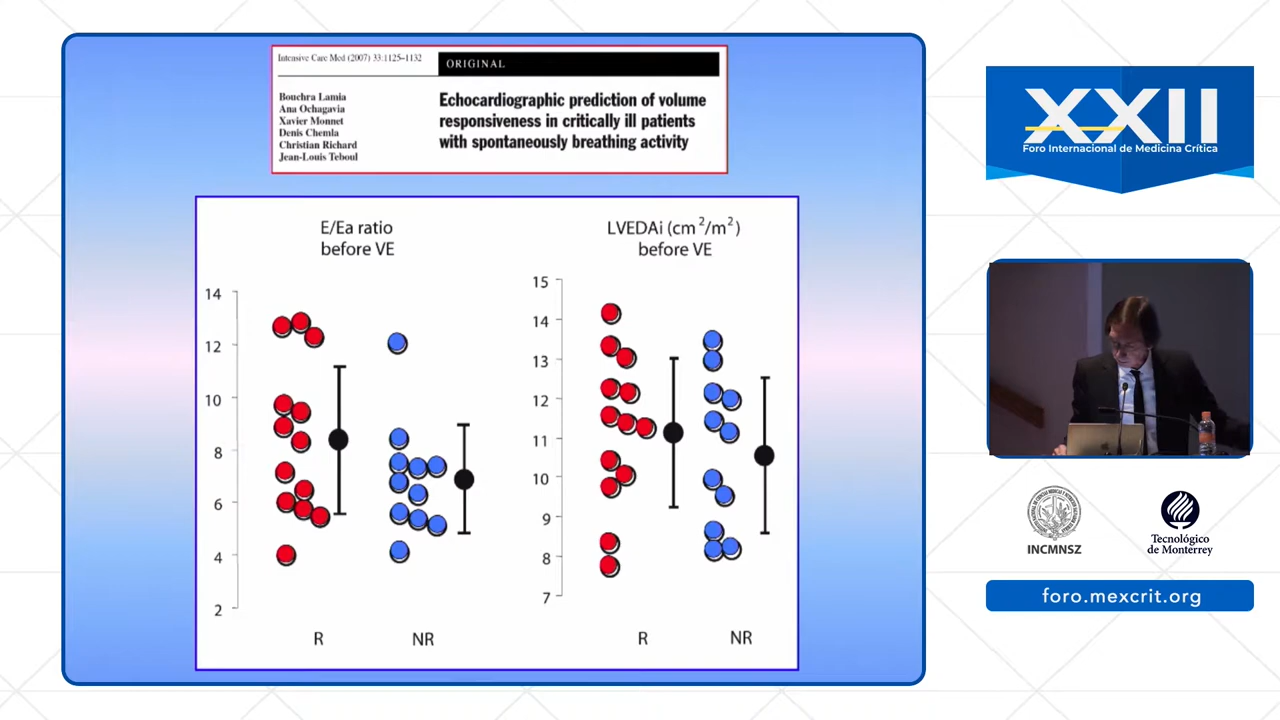 Intensive Care Med (2007) 33:1125–1132
ORIGINAL
Bouchra Lamia
Ana Ochagavia
Xavier Monnet
Denis Chemla
Christian Richard
Jean-Louis Teboul
Echocardiographic prediction of volume
responsiveness in critically ill patients
with spontaneously breathing activity
E/Ea ratio
before VE
14
12
10
8
6
4
2
R
NR
LVEDAi (cm²/m²)
before VE
15
14
13
12
11
10
9
8
7
R
NR
XXII
Foro Internacional de Medicina Crítica
INCMNSZ
Tecnológico
de Monterrey
foro.mexcrit.org